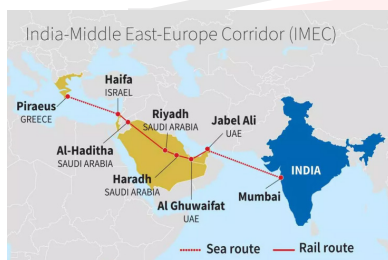 India-Middle East-Europe Corridor (IMEC)
Haifa
ISRAEL
Piraeus
GREECE
Riyadh
SAUDI ARABIA
Jabel Ali
UAE
Al-Haditha
SAUDI ARABIA
Haradh
SAUDI ARABIA
Al Ghuwaifat
UAE
INDIA
Mumbai
Sea route
Rail route